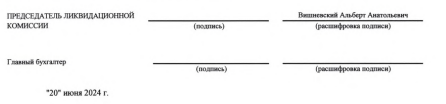 ПРЕДСЕДАТЕЛЬ ЛИКВИДАЦИОННОЙ КОМИССИИ Вишневский Альберт Анатольевич
(подпись) (расшифровка подписи)
Главный бухгалтер
(подпись) (расшифровка подписи)
"20" июня 2024 г.